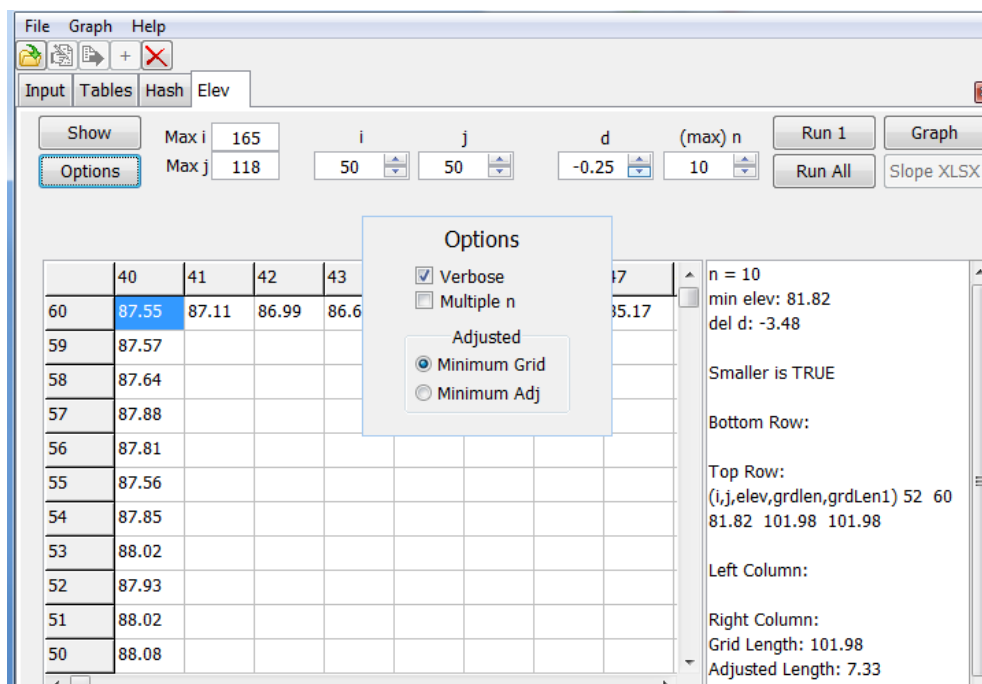 File Graph Help
Input Tables Hash Elev
Show Max i 165 i j d (max) n Run 1 Graph
Options Max j 118 50 50 -0.25 10 Run All Slope XLSX
Options
Verbose
Multiple n
Adjusted
Minimum Grid
Minimum Adj
40 41 42 43
60 87.55 87.11 86.99
59 87.57
58 87.64
57 87.88
56 87.81
55 87.56
54 87.85
53 88.02
52 87.93
51 88.02
50 88.08
n = 10
min elev: 81.82
del d: -3.48
Smaller is TRUE
Bottom Row:
Top Row:
(i,j,elev,grdlen,grdLen1) 52 60
81.82 101.98 101.98
Left Column:
Right Column:
Grid Length: 101.98
Adjusted Length: 7.33